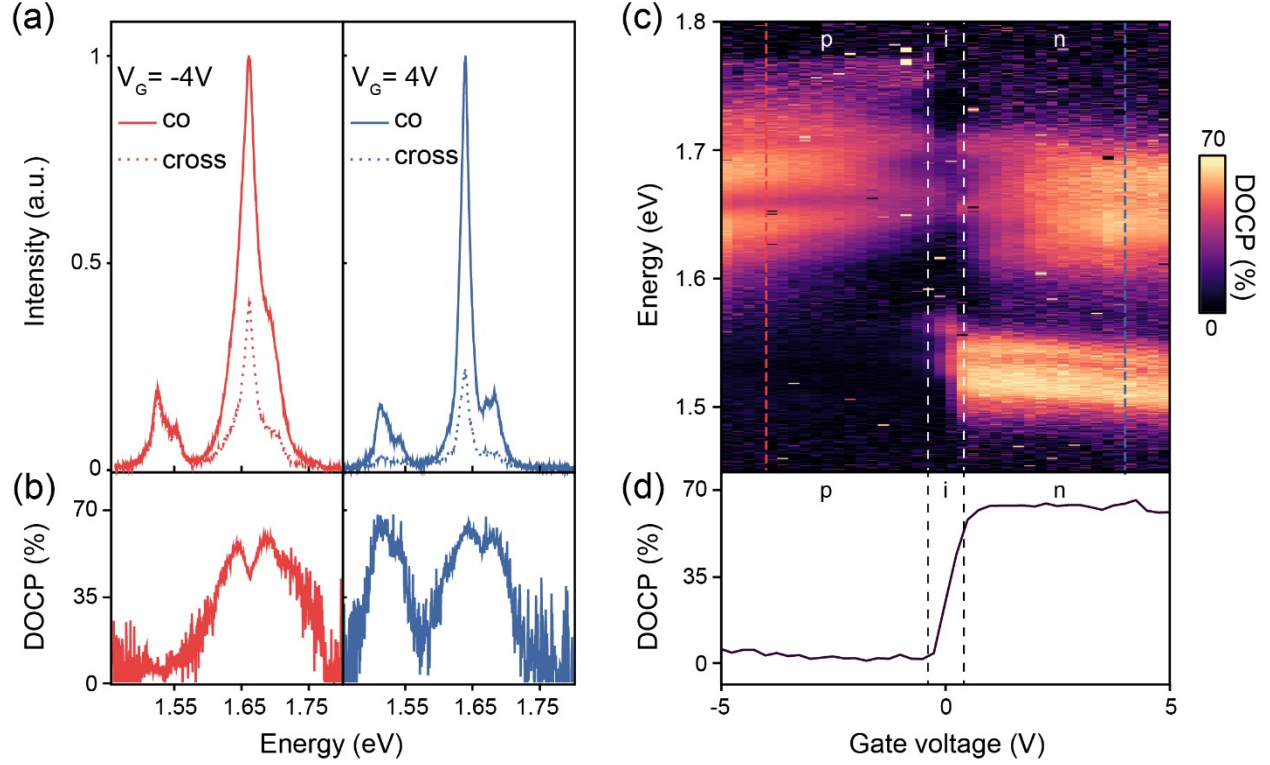 (a)
V_G= -4V
co
cross
V_G= 4V
co
cross
1
0.5
0
Intensity (a.u.)
(b)
70
35
0
DOCP (%)
1.55 1.65 1.75
1.55 1.65 1.75
Energy (eV)
(c)
1.8
1.7
1.6
1.5
Energy (eV)
p i n
70
0
DOCP (%)
(d)
70
35
0
DOCP (%)
p i n
-5 0 5
Gate voltage (V)